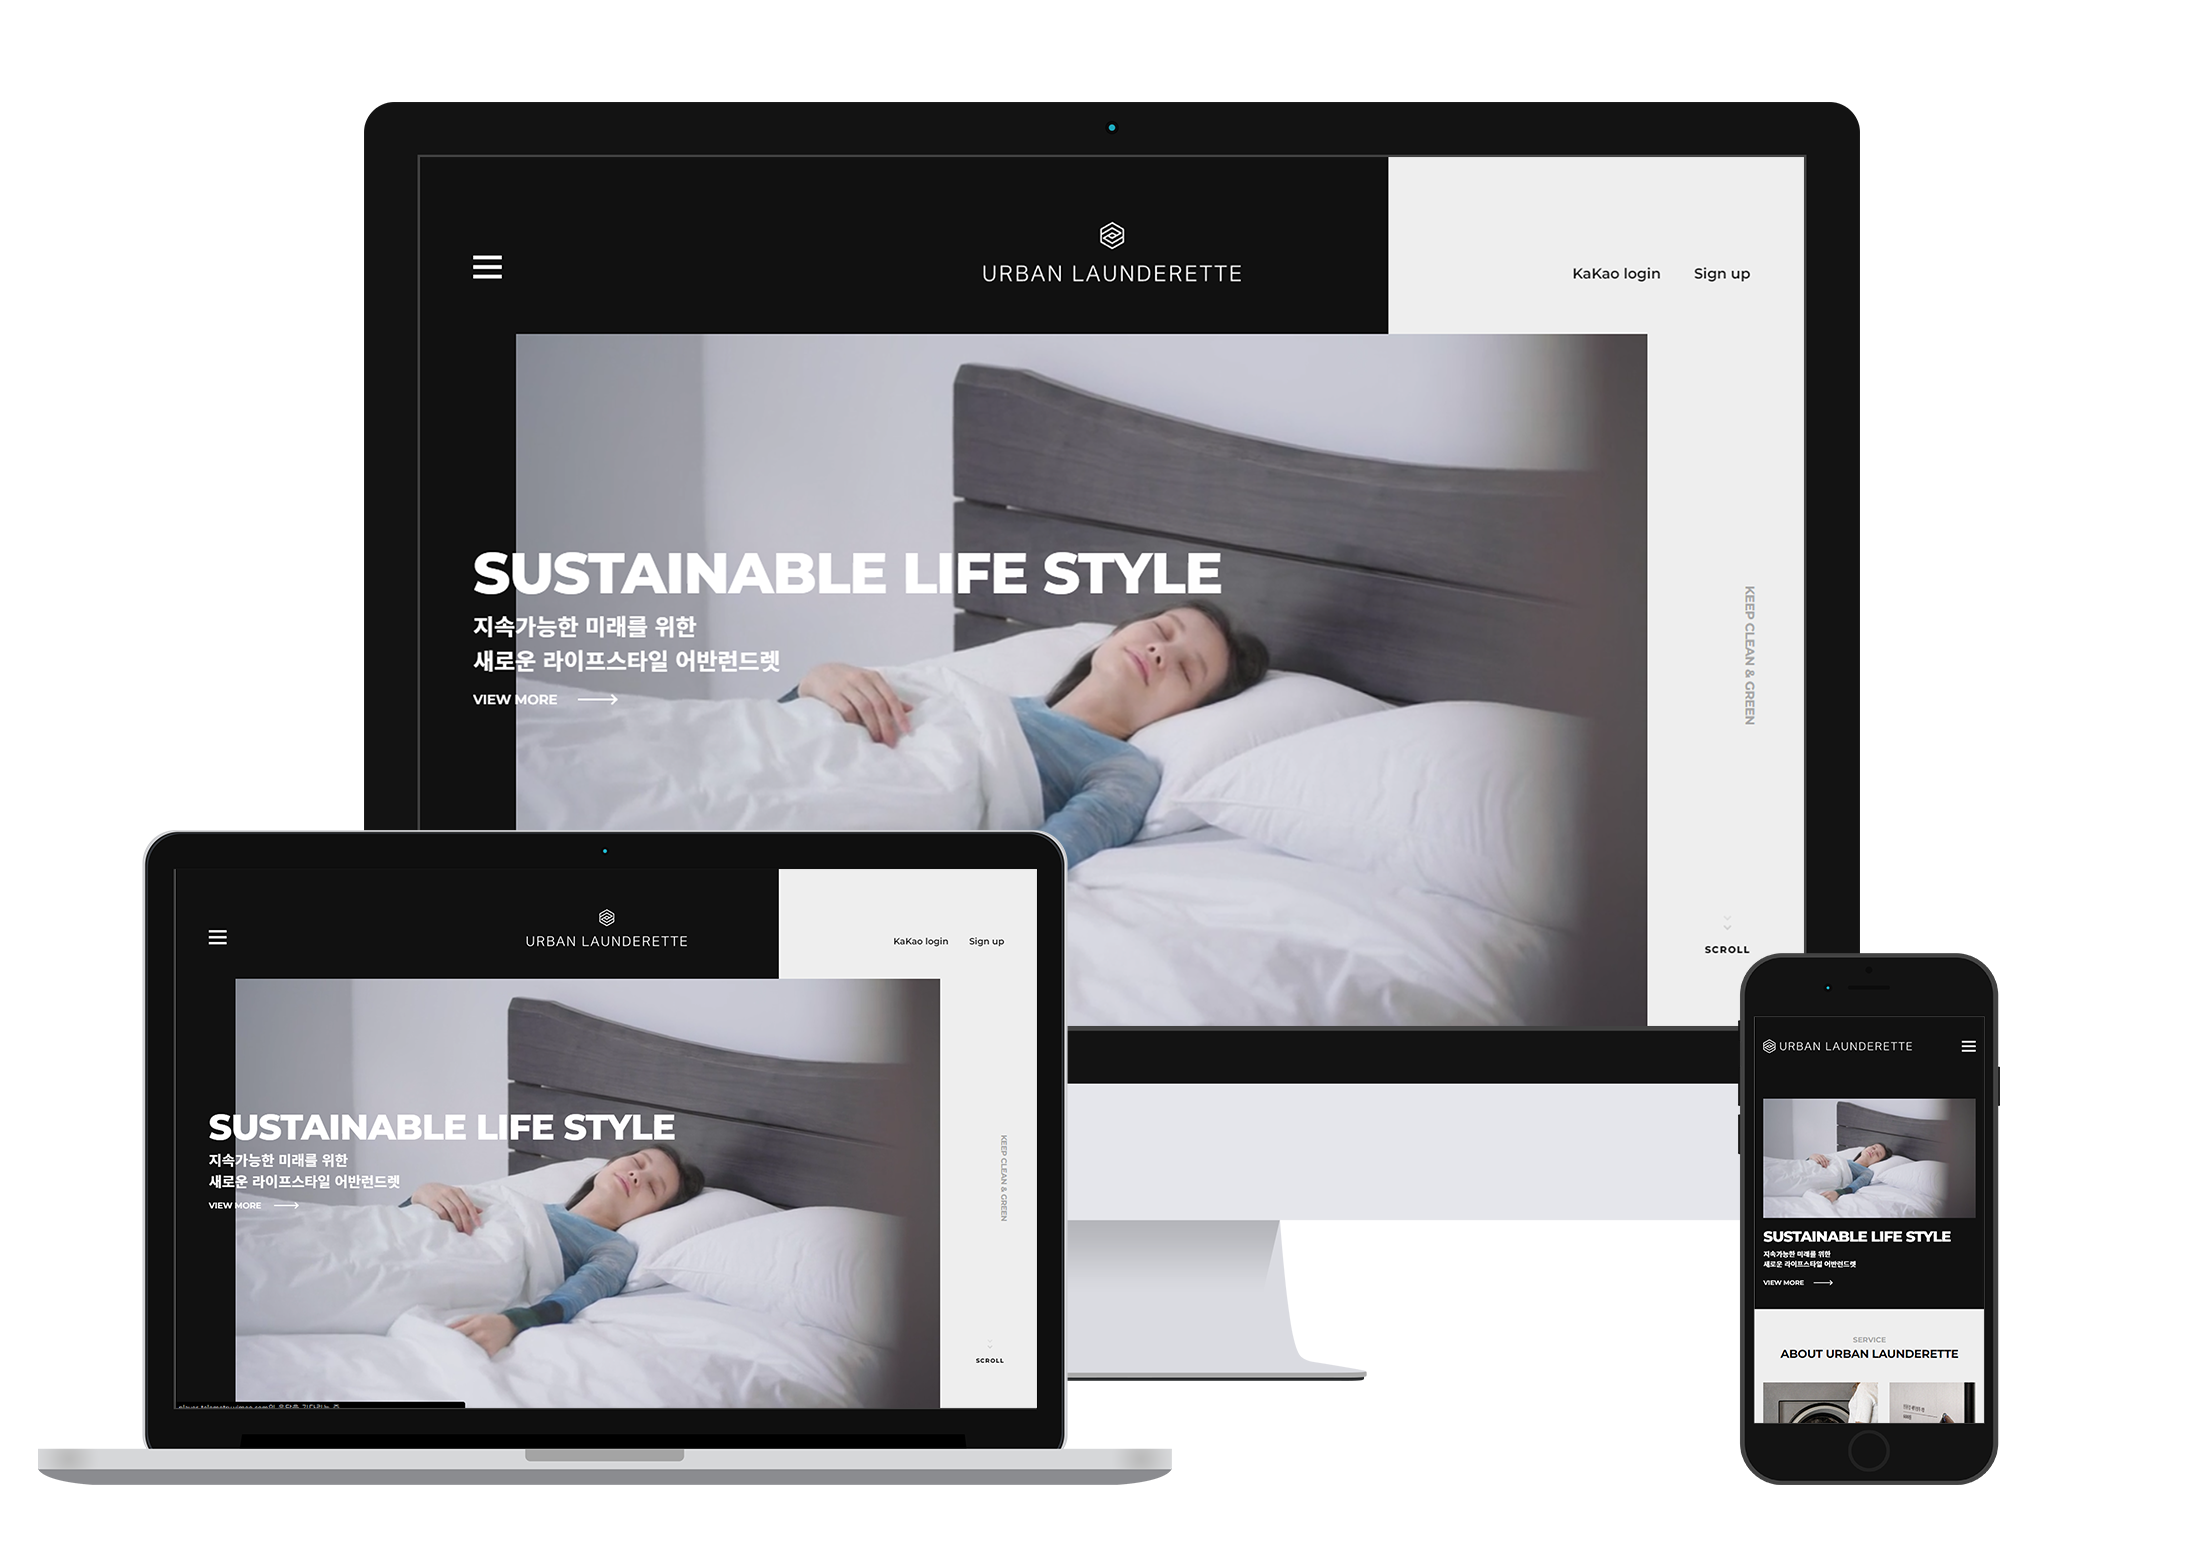 URBAN LAUNDERETTE
KaKao login
Sign up
SUSTAINABLE LIFE STYLE
지속가능한 미래를 위한
새로운 라이프스타일 어반런드렛
VIEW MORE
KEEP CLEAN & GREEN
SCROLL
URBAN LAUNDERETTE
KaKao login
Sign up
SUSTAINABLE LIFE STYLE
지속가능한 미래를 위한
새로운 라이프스타일 어반런드렛
VIEW MORE
KEEP CLEAN & GREEN
SCROLL
URBAN LAUNDERETTE
SUSTAINABLE LIFE STYLE
지속가능한 미래를 위한
새로운 라이프스타일 어반런드렛
VIEW MORE
SERVICE
ABOUT URBAN LAUNDERETTE